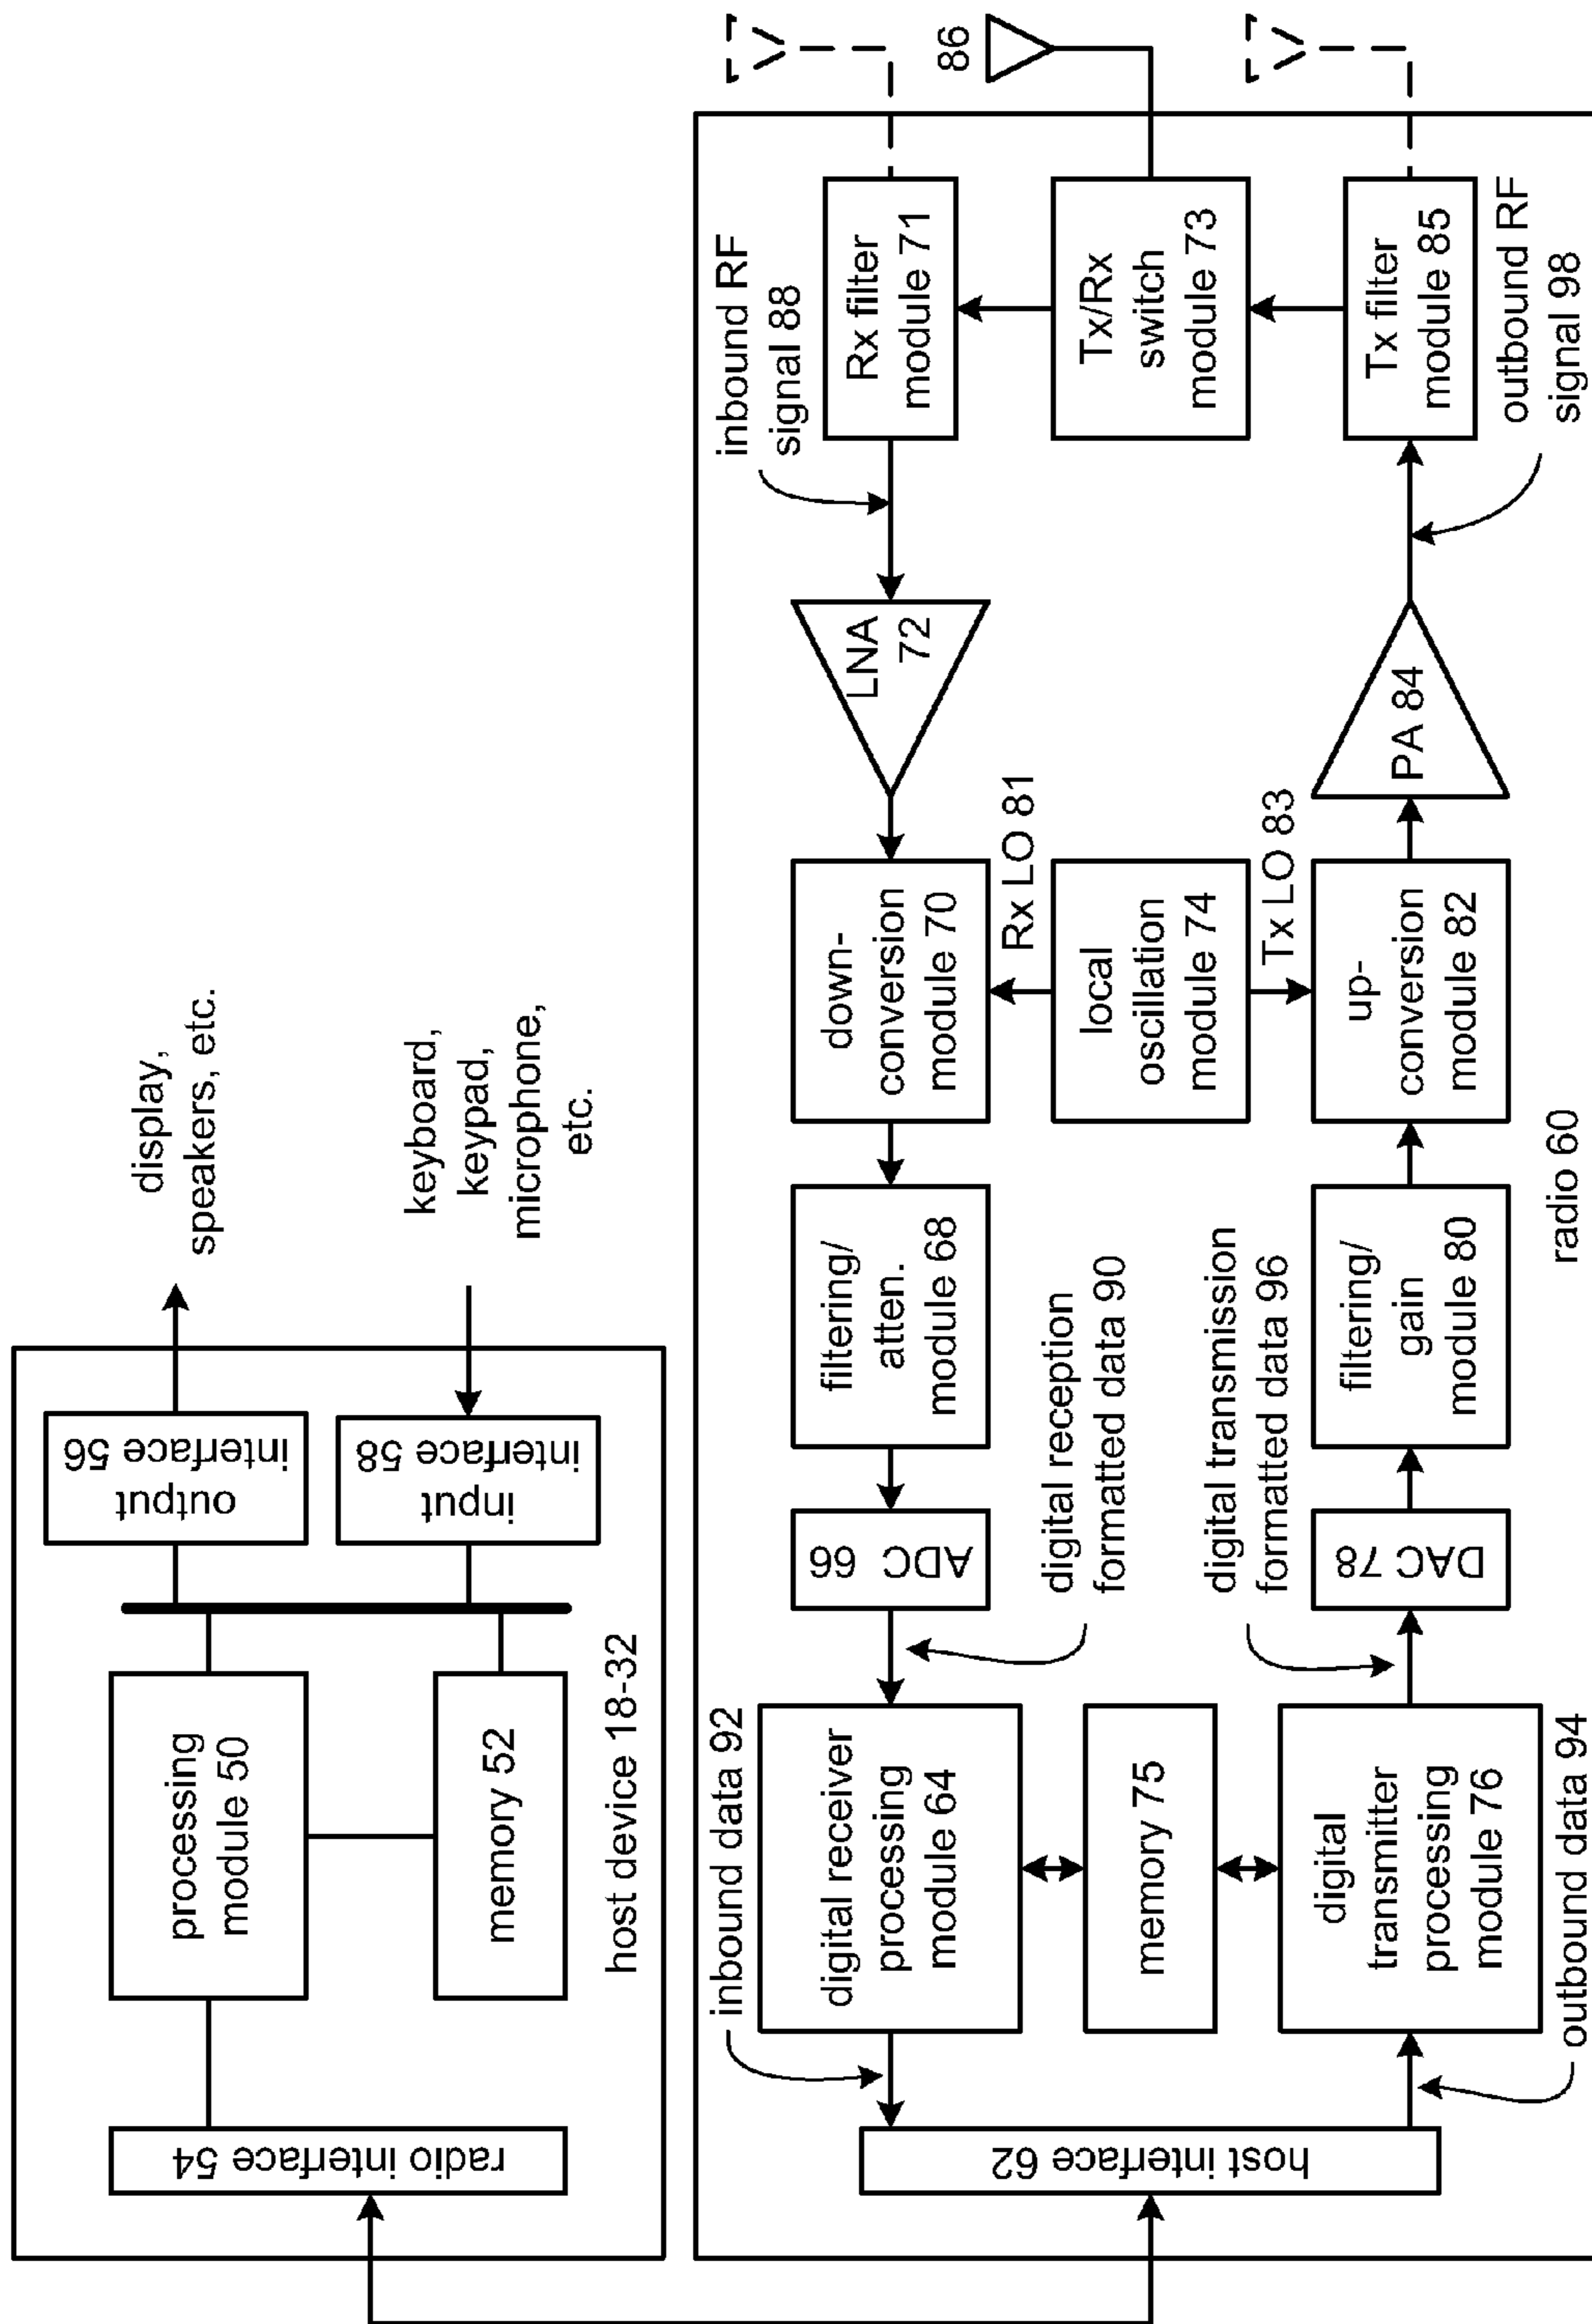 radio interface 54
processing
module 50
memory 52
output
interface 56
input
interface 58
display,
speakers, etc.
keyboard,
keypad,
microphone,
etc.
host device 18-32
host interface 62
inbound data 92
digital receiver
processing
module 64
memory 75
digital
transmitter
processing
module 76
outbound data 94
ADC 66
digital reception
formatted data 90
digital transmission
formatted data 96
DAC 78
filtering/
atten.
module 68
filtering/
gain
module 80
down-
conversion
module 70
Rx LO 81
local
oscillation
module 74
Tx LO 83
up-
conversion
module 82
radio 60
LNA
72
PA 84
inbound RF
signal 88
Rx filter
module 71
Tx/Rx
switch
module 73
Tx filter
module 85
outbound RF
signal 98
86